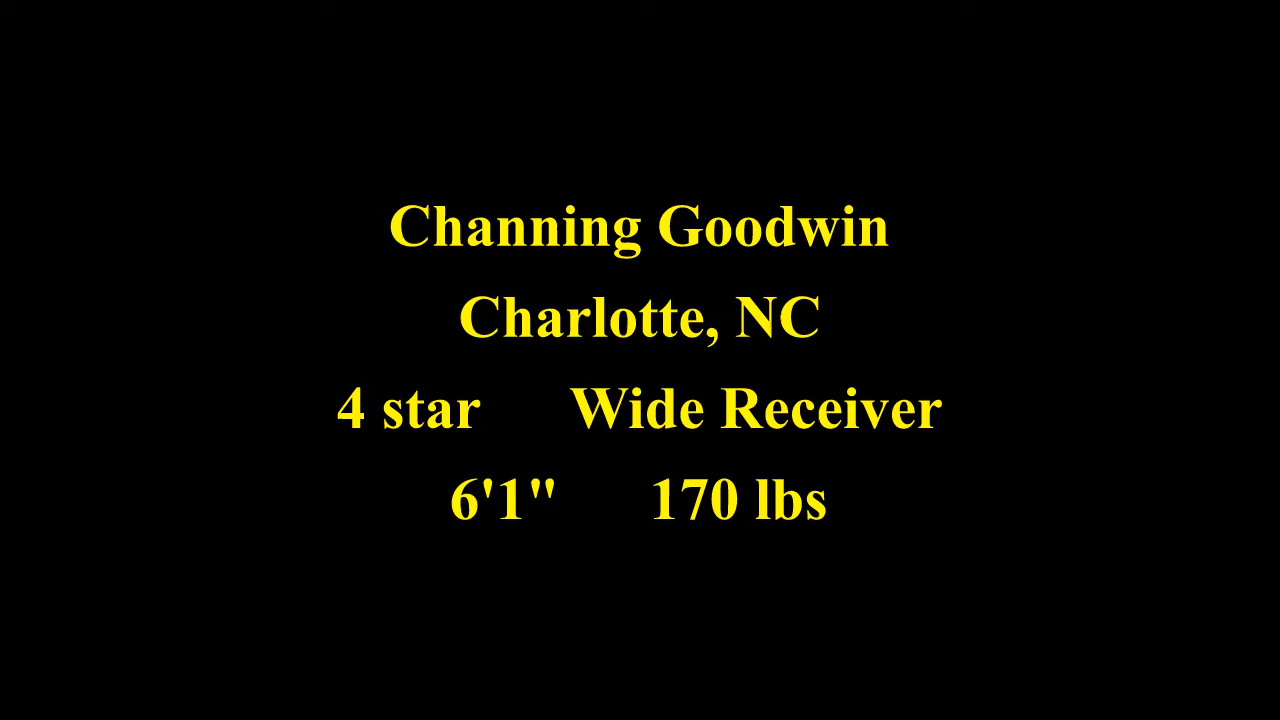 Channing Goodwin
Charlotte, NC
4 star Wide Receiver
6'1" 170 lbs